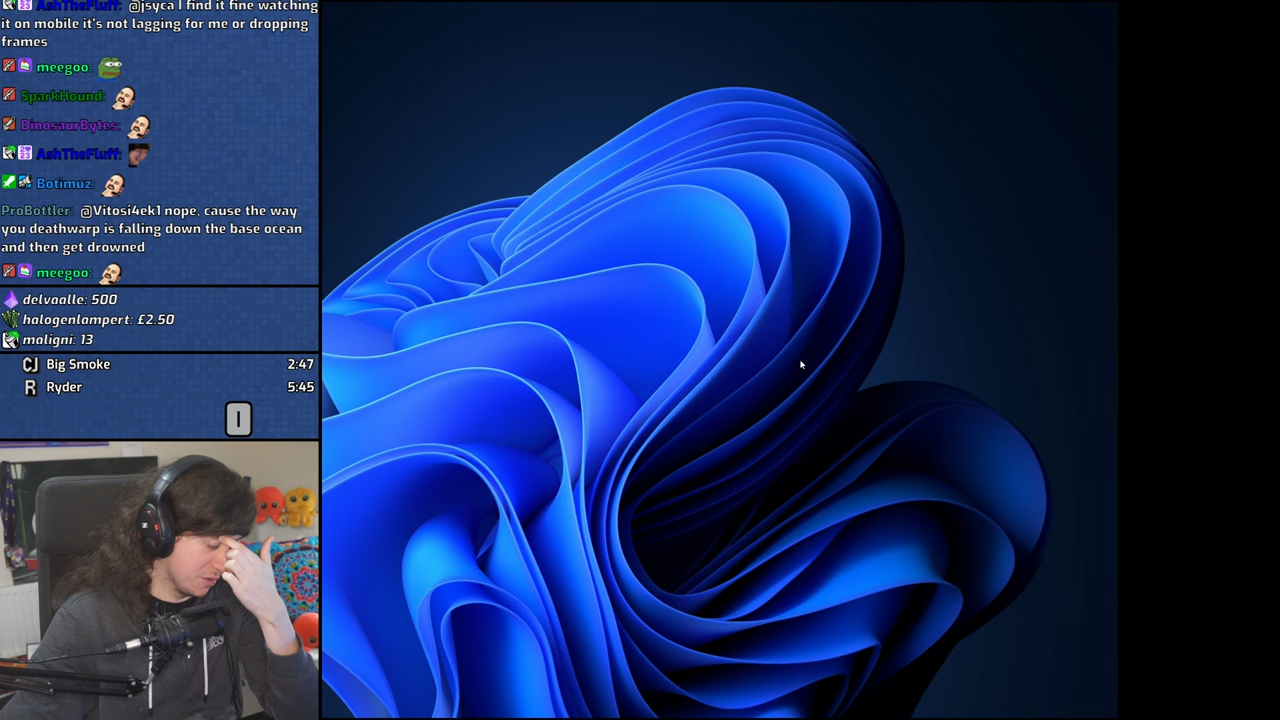 AshTheFluff: @jsyca I find it fine watching
it on mobile it's not lagging for me or dropping
frames
meegoo:
SparkHound:
DinosaurBytes:
AshTheFluff:
Botimuz:
ProBottler: @Vitosi4ek1 nope, cause the way
you deathwarp is falling down the base ocean
and then get drowned
meegoo:
delvaalle: 500
halogenlampert: £2.50
maligni: 13
CJ Big Smoke 2:47
R Ryder 5:45
I